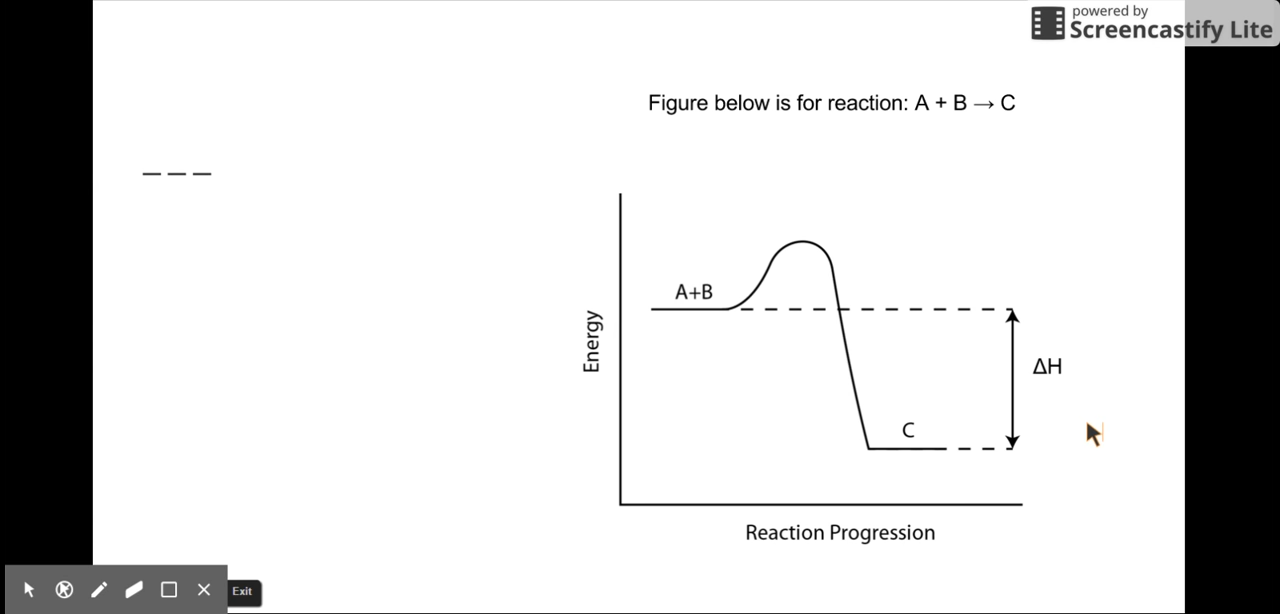 powered by
Screencastify Lite
Figure below is for reaction: A + B → C
A+B
Energy
ΔH
C
Reaction Progression
Exit